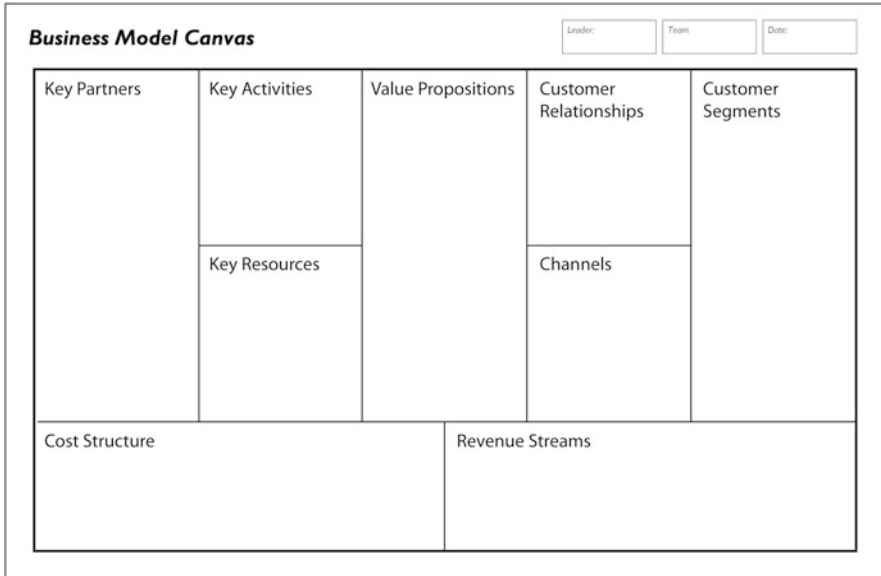 Business Model Canvas
Leader:
Team
Date:
Key Partners
Key Activities
Value Propositions
Customer
Relationships
Customer
Segments
Key Resources
Channels
Cost Structure
Revenue Streams